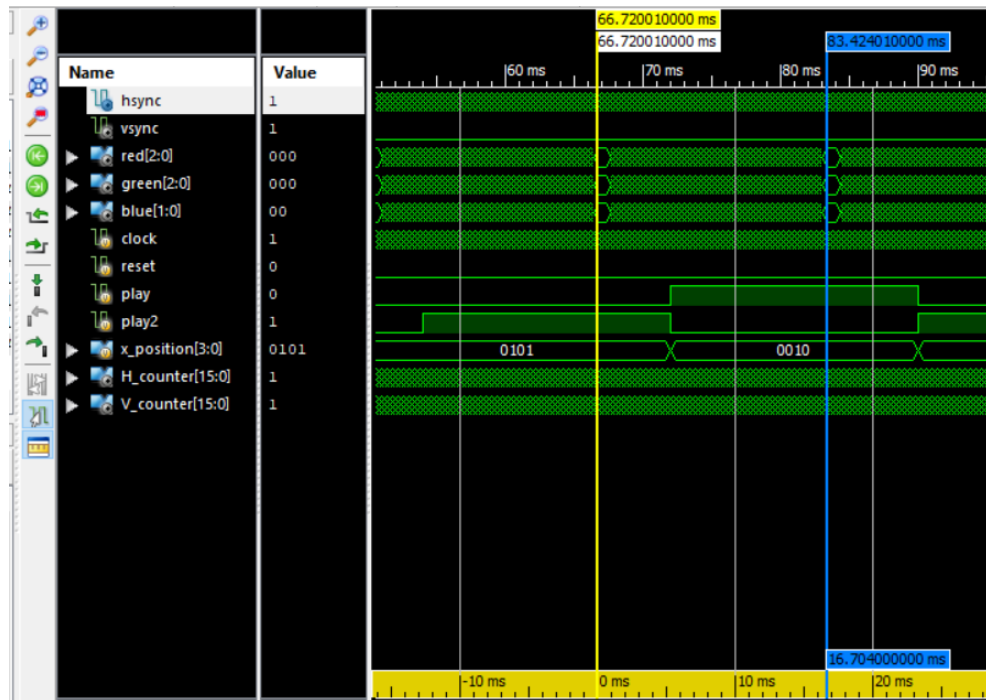 66.720010000 ms
66.720010000 ms
83.424010000 ms
Name
Value
60 ms
70 ms
80 ms
90 ms
hsync 1
vsync 1
red[2:0] 000
green[2:0] 000
blue[1:0] 00
clock 1
reset 0
play 0
play2 1
x_position[3:0] 0101 0101 0010
H_counter[15:0] 1
V_counter[15:0] 1
16.704000000 ms
-10 ms
0 ms
10 ms
20 ms